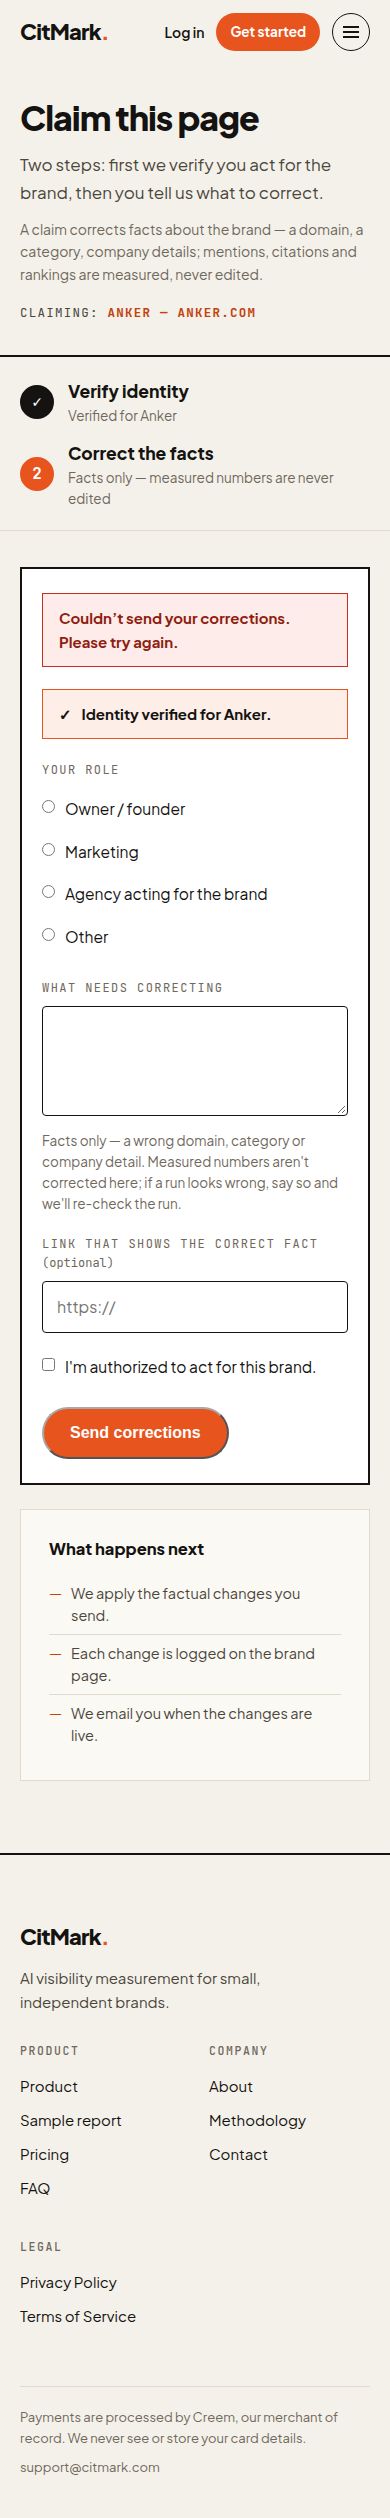 CitMark.
Log in
Get started
Claim this page
Two steps: first we verify you act for the
brand, then you tell us what to correct.
A claim corrects facts about the brand — a domain, a
category, company details; mentions, citations and
rankings are measured, never edited.
CLAIMING: ANKER — ANKER.COM
✓
Verify identity
Verified for Anker
2
Correct the facts
Facts only — measured numbers are never
edited
Couldn’t send your corrections.
Please try again.
✓ Identity verified for Anker.
YOUR ROLE
Owner / founder
Marketing
Agency acting for the brand
Other
WHAT NEEDS CORRECTING
Facts only — a wrong domain, category or
company detail. Measured numbers aren't
corrected here; if a run looks wrong, say so and
we'll re-check the run.
LINK THAT SHOWS THE CORRECT FACT
(optional)
https://
I'm authorized to act for this brand.
Send corrections
What happens next
— We apply the factual changes you
send.
— Each change is logged on the brand
page.
— We email you when the changes are
live.
CitMark.
AI visibility measurement for small,
independent brands.
PRODUCT
Product
Sample report
Pricing
FAQ
COMPANY
About
Methodology
Contact
LEGAL
Privacy Policy
Terms of Service
Payments are processed by Creem, our merchant of
record. We never see or store your card details.
support@citmark.com